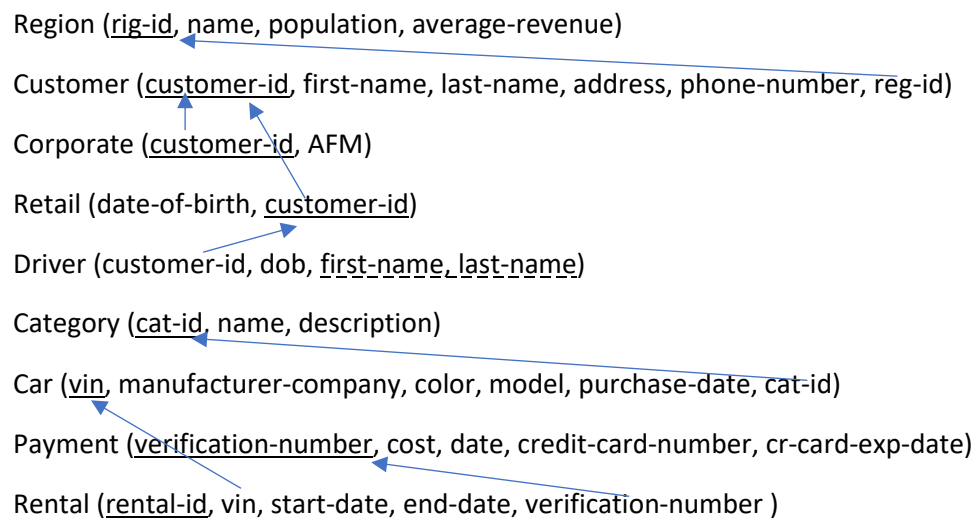 Region (rig-id, name, population, average-revenue)
Customer (customer-id, first-name, last-name, address, phone-number, reg-id)
Corporate (customer-id, AFM)
Retail (date-of-birth, customer-id)
Driver (customer-id, dob, first-name, last-name)
Category (cat-id, name, description)
Car (vin, manufacturer-company, color, model, purchase-date, cat-id)
Payment (verification-number, cost, date, credit-card-number, cr-card-exp-date)
Rental (rental-id, vin, start-date, end-date, verification-number )